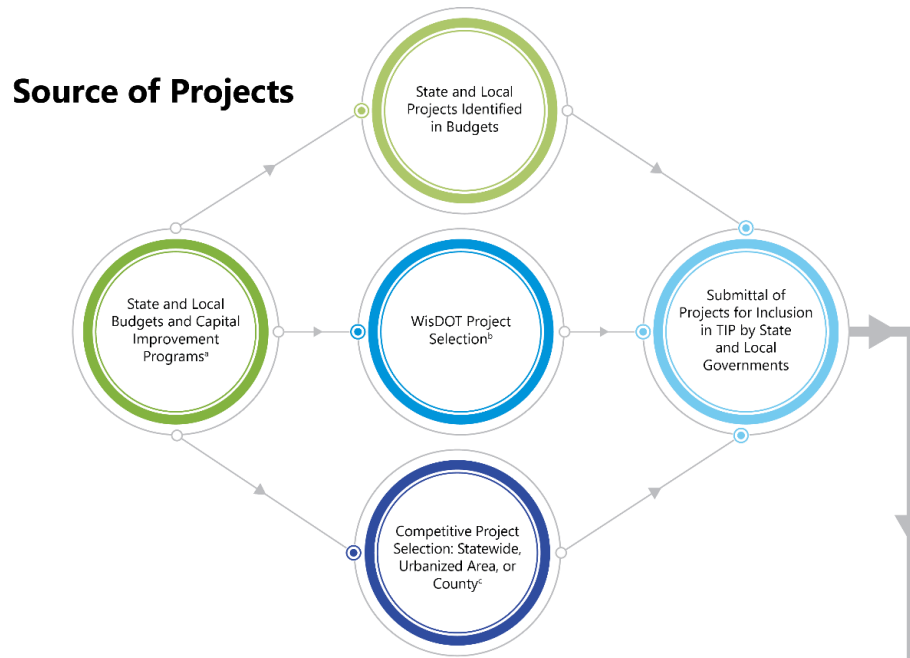 Source of Projects
State and Local
Projects Identified
in Budgets
State and Local
Budgets and Capital
Improvement
Programsᵃ
WisDOT Project
Selectionᵇ
Submittal of
Projects for Inclusion
in TIP by State
and Local
Governments
Competitive Project
Selection: Statewide,
Urbanized Area, or
Countyᶜ